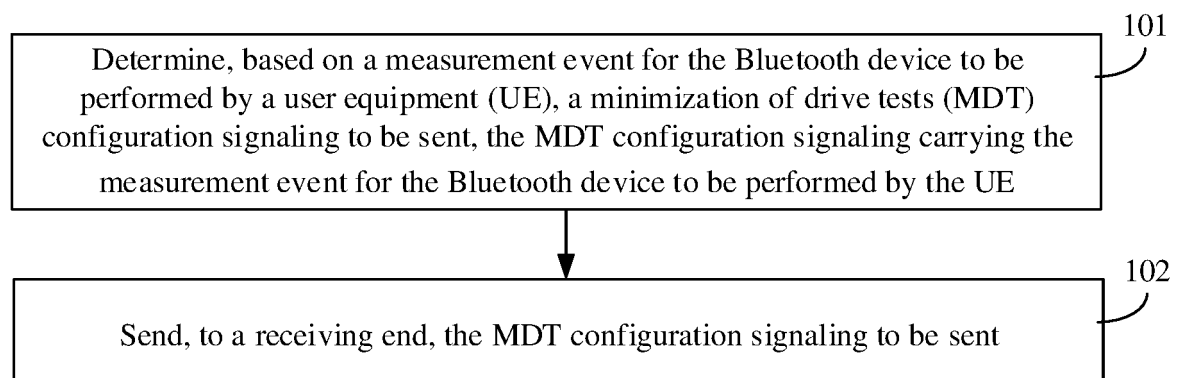 101
Determine, based on a measurement event for the Bluetooth device to be
performed by a user equipment (UE), a minimization of drive tests (MDT)
configuration signaling to be sent, the MDT configuration signaling carrying the
measurement event for the Bluetooth device to be performed by the UE
102
Send, to a receiving end, the MDT configuration signaling to be sent